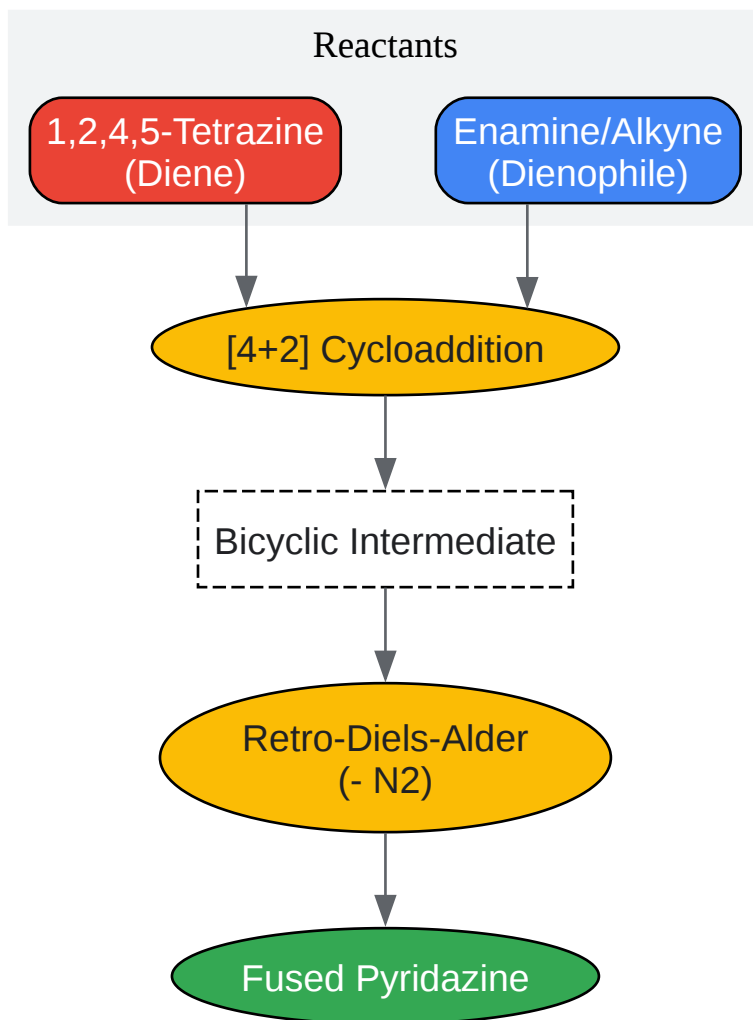 Reactants
1,2,4,5-Tetrazine
(Diene)
Enamine/Alkyne
(Dienophile)
[4+2] Cycloaddition
Bicyclic Intermediate
Retro-Diels-Alder
(- N2)
Fused Pyridazine